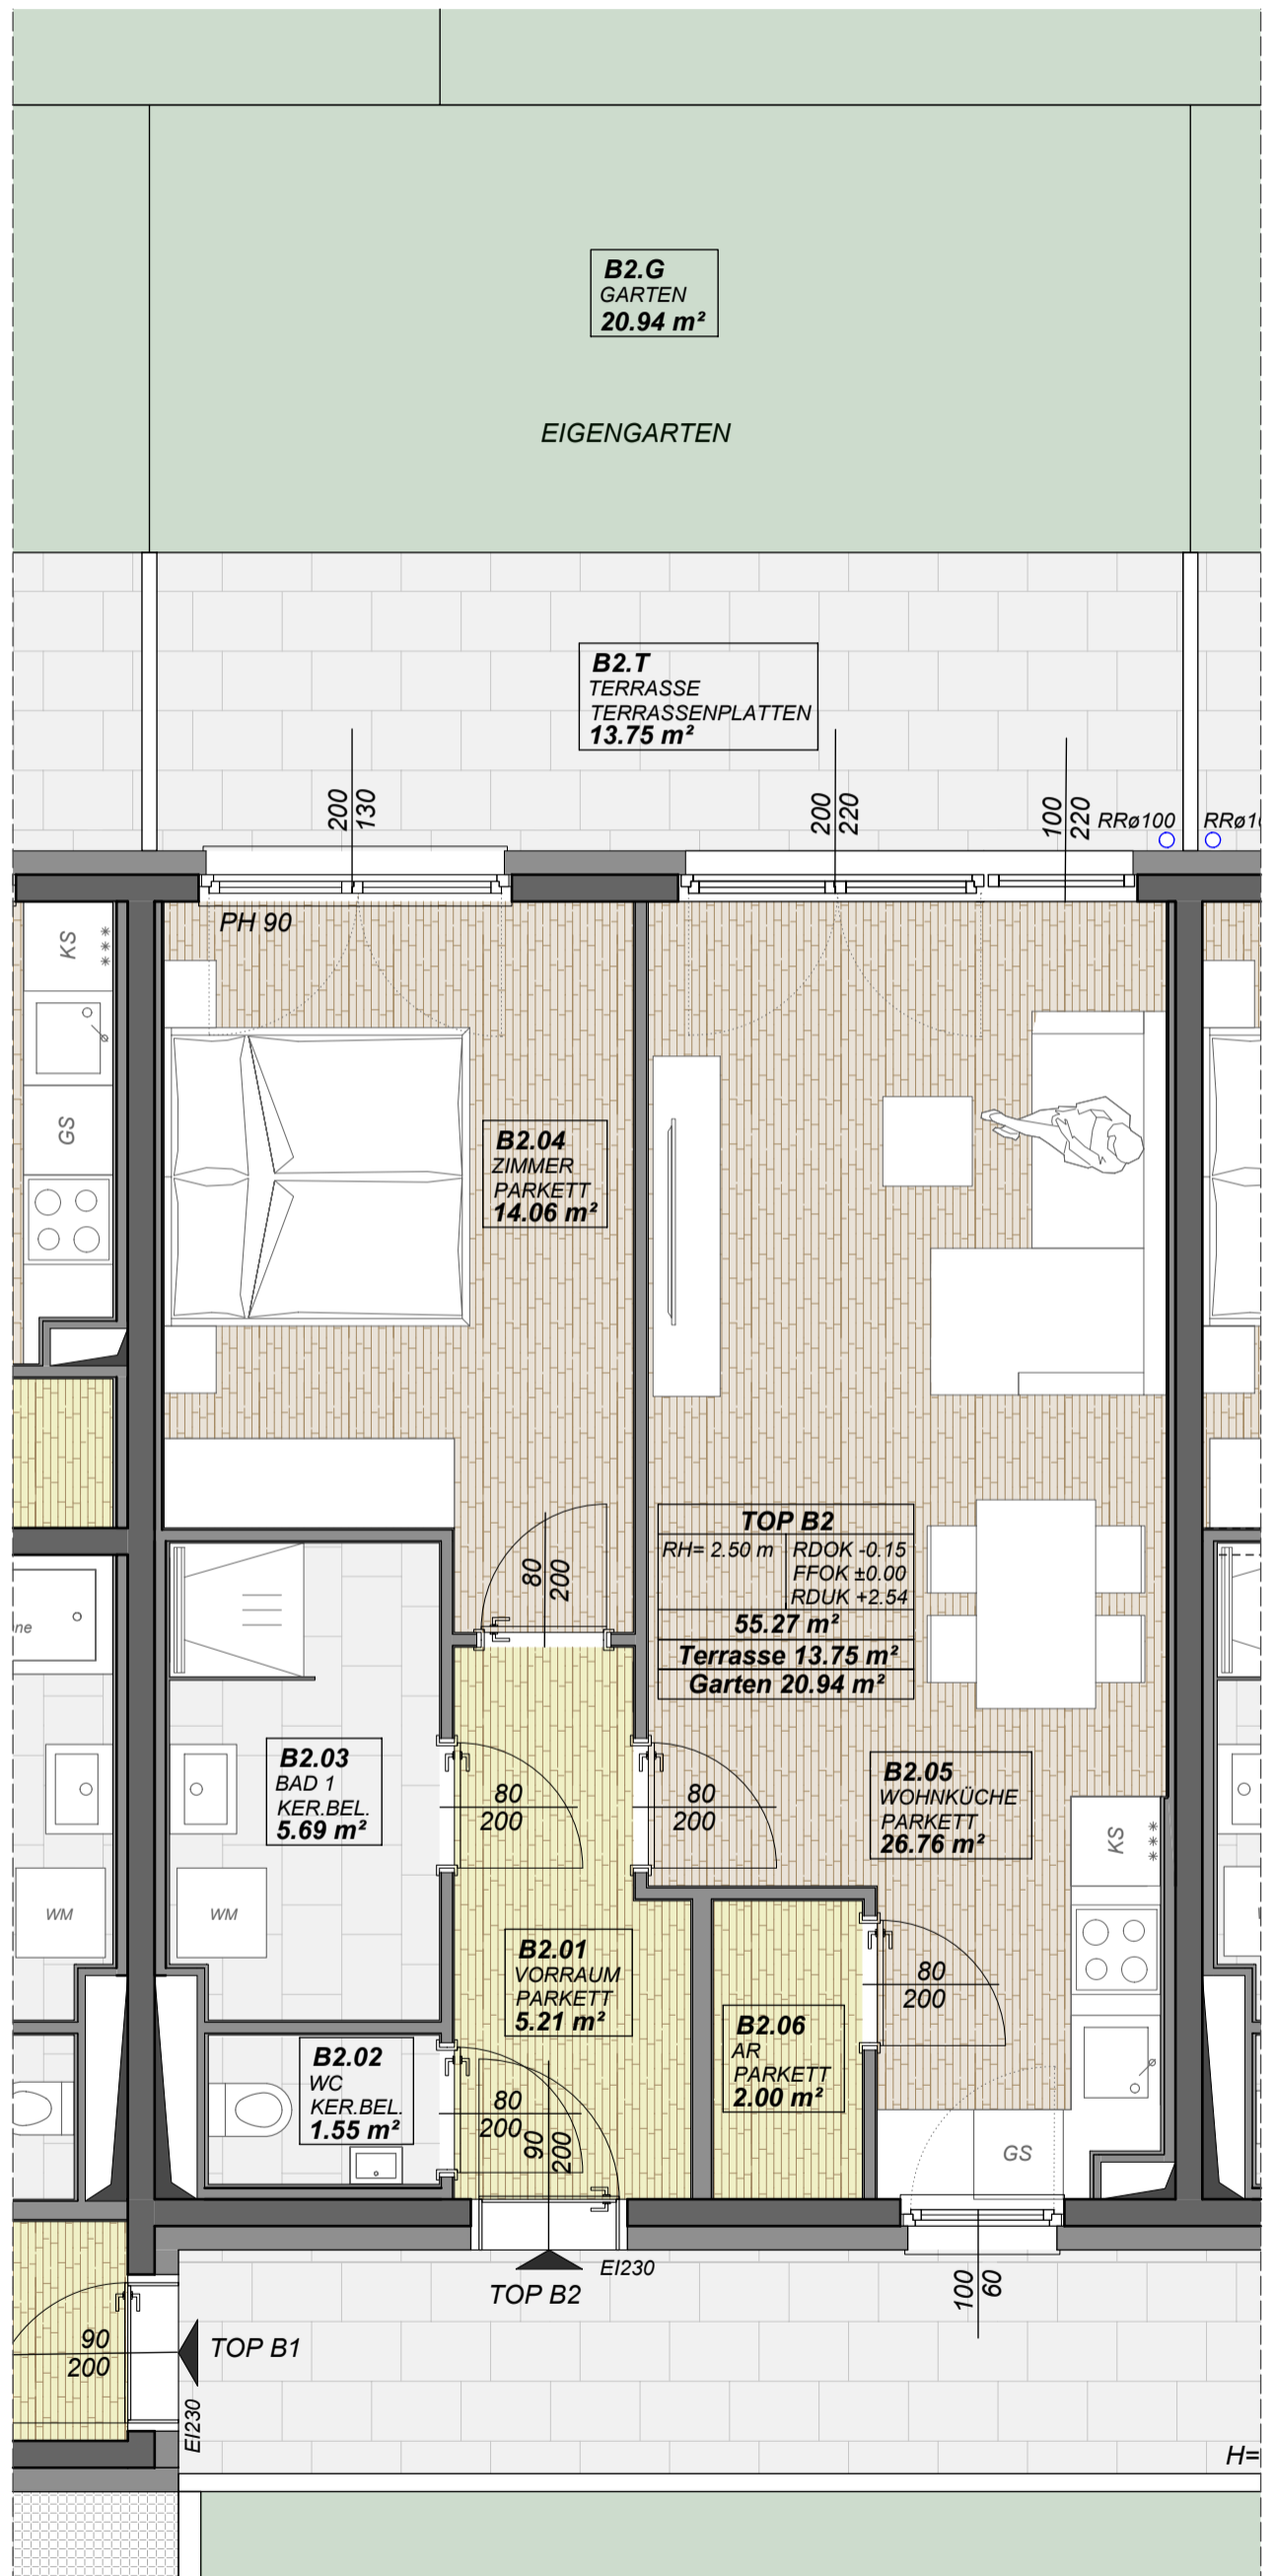 B2.G
GARTEN
20.94 m²
EIGENGARTEN
B2.T
TERRASSE
TERRASSENPLATTEN
13.75 m²
200
130
200
220
100
220
RRø100
RRø10
PH 90
KS
GS
B2.04
ZIMMER
PARKETT
14.06 m²
TOP B2
RH= 2.50 m
RDOK -0.15
FFOK ±0.00
RDUK +2.54
55.27 m²
Terrasse 13.75 m²
Garten 20.94 m²
80
200
ne
B2.03
BAD 1
KER.BEL.
5.69 m²
80
200
80
200
B2.05
WOHNKÜCHE
PARKETT
26.76 m²
KS
WM
WM
B2.01
VORRAUM
PARKETT
5.21 m²
80
200
B2.06
AR
PARKETT
2.00 m²
B2.02
WC
KER.BEL.
1.55 m²
80
200
90
200
GS
EI230
TOP B2
100
60
90
200
TOP B1
EI230
H=